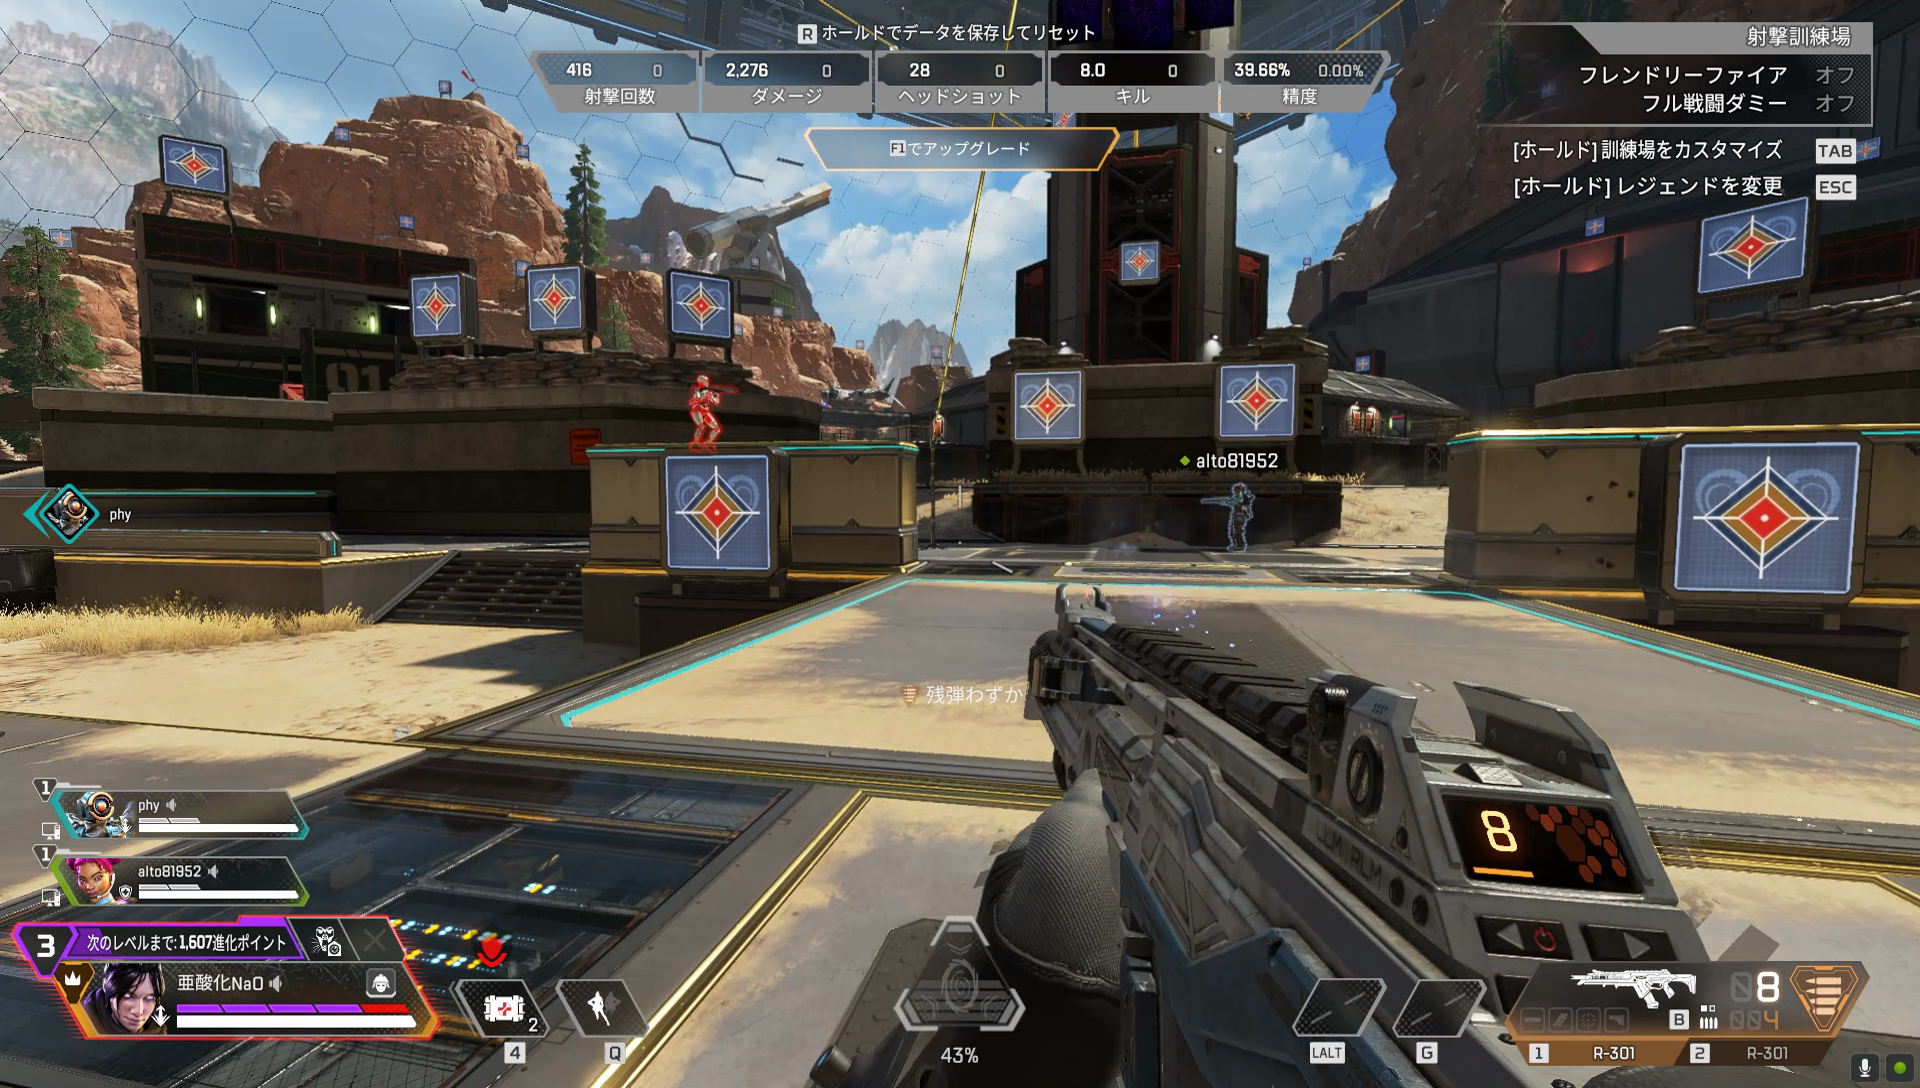 R ホールドでデータを保存してリセット
416 0
射撃回数
2,276 0
ダメージ
28 0
ヘッドショット
8.0 0
キル
39.66% 0.00%
精度
F1 でアップグレード
射撃訓練場
フレンドリーファイア オフ
フル戦闘ダミー オフ
[ホールド] 訓練場をカスタマイズ TAB
[ホールド] レジェンドを変更 ESC
01
alto81952
phy
残弾わずか
8
1
phy
1
alto81952
3
次のレベルまで: 1,607進化ポイント
亜酸化NaO
2
4
Q
43%
LALT
G
08
B
004
1 R-301
2 R-301